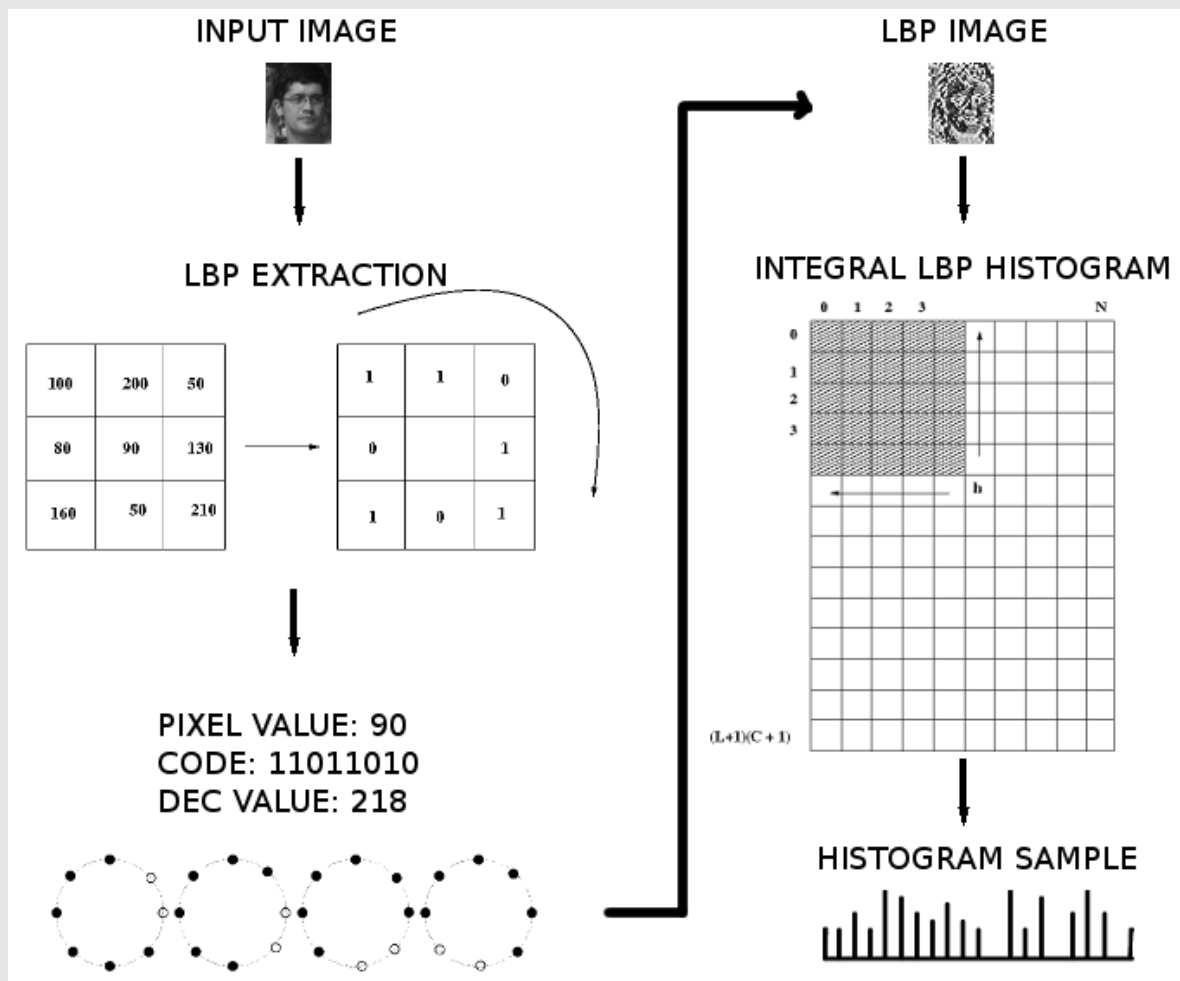 INPUT IMAGE
LBP EXTRACTION
100 200 50
80 90 130
160 50 210
1 1 0
0 1
1 0 1
PIXEL VALUE: 90
CODE: 11011010
DEC VALUE: 218
LBP IMAGE
INTEGRAL LBP HISTOGRAM
0 1 2 3 N
0
1
2
3
h
(L+1)(C + 1)
HISTOGRAM SAMPLE